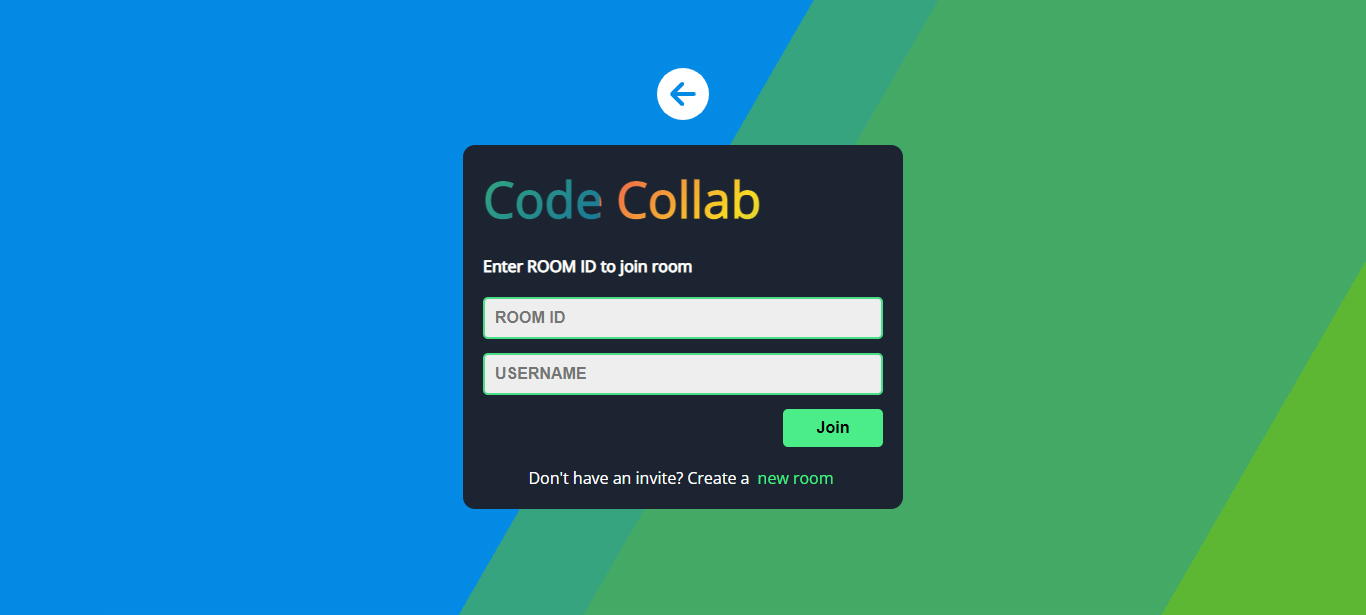 Code Collab
Enter ROOM ID to join room
ROOM ID
USERNAME
Join
Don't have an invite? Create a new room